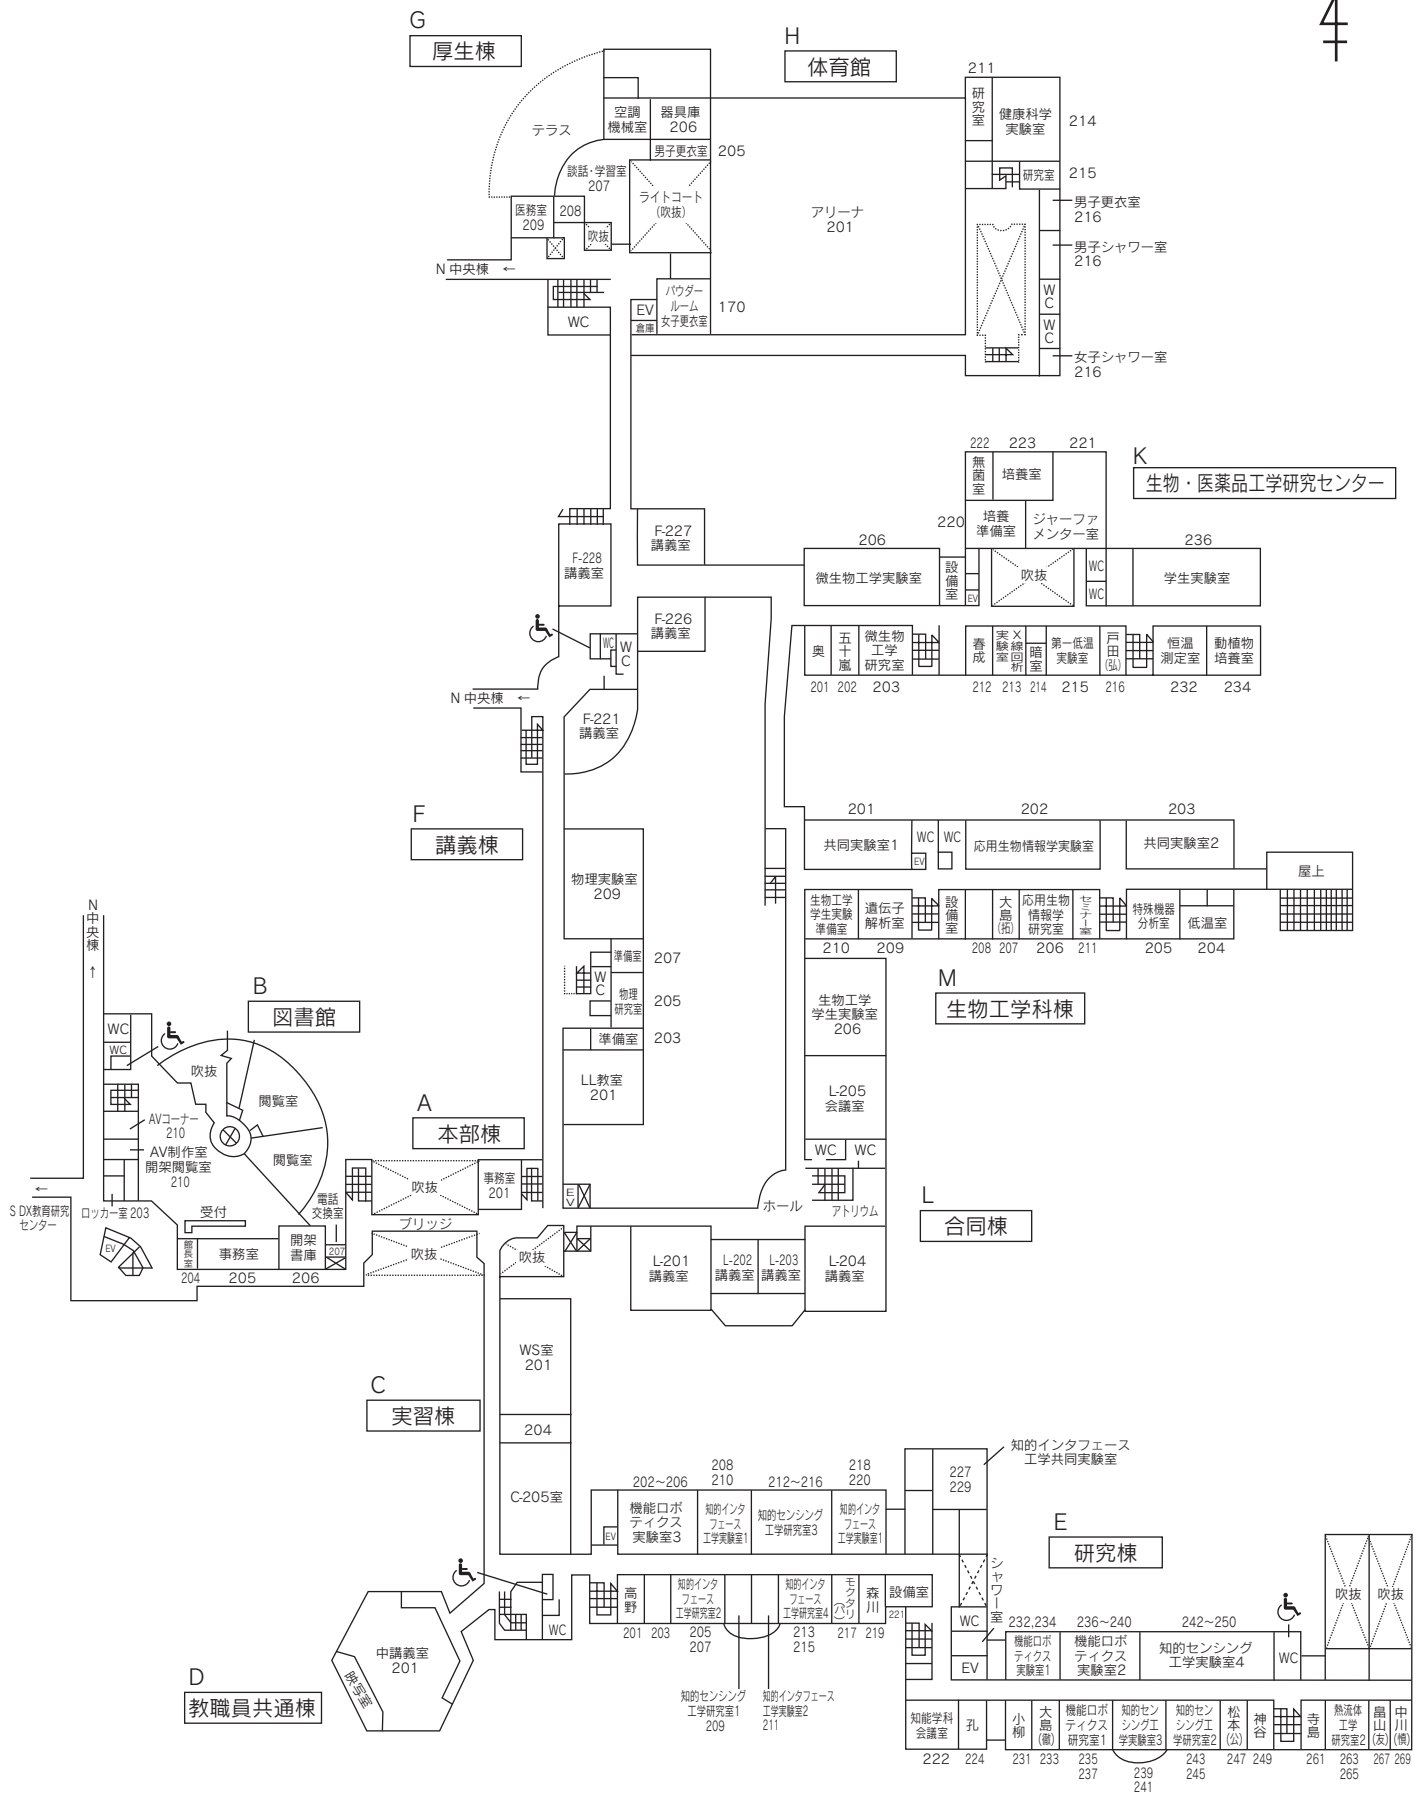 G
厚生棟
H
体育館
テラス
空調
機械室
器具庫
206
男子更衣室
205
談話・学習室
207
ライトコート
(吹抜)
医務室
209
208
吹抜
N 中央棟 ←
WC
EV
倉庫
パウダー
ルーム
女子更衣室
170
アリーナ
201
211
研究室
健康科学
実験室
214
研究室
215
男子更衣室
216
男子シャワー室
216
WC
WC
女子シャワー室
216
K
生物・医薬品工学研究センター
222
223
221
無菌室
培養室
220
培養
準備室
ジャーファ
メンター室
206
微生物工学実験室
設備室
EV
吹抜
WC
WC
236
学生実験室
奥
五十嵐
微生物
工学
研究室
春成
X線回析
実験室
暗室
第一低温
実験室
戸田(弘)
恒温
測定室
動植物
培養室
201
202
203
212
213
214
215
216
232
234
F-227
講義室
F-228
講義室
F-226
講義室
WC
WC
N 中央棟 ←
F-221
講義室
F
講義棟
物理実験室
209
準備室
207
WC
物理
研究室
205
準備室
203
LL教室
201
201
共同実験室1
WC
WC
EV
202
応用生物情報学実験室
203
共同実験室2
屋上
生物工学
学生実験
準備室
遺伝子
解析室
設備室
大島(拓)
応用生物
情報学
研究室
セミナー室
特殊機器
分析室
低温室
210
209
208
207
206
211
205
204
M
生物工学科棟
生物工学
学生実験室
206
L-205
会議室
WC
WC
ホール
アトリウム
L
合同棟
L-201
講義室
L-202
講義室
L-203
講義室
L-204
講義室
N中央棟→
B
図書館
WC
WC
吹抜
閲覧室
閲覧室
AVコーナー
210
AV制作室
開架閲覧室
210
←
S DX教育研究
センター
ロッカー室 203
EV
受付
電話
交換室
館長室
事務室
開架
書庫
207
204
205
206
A
本部棟
吹抜
事務室
201
EV
ブリッジ
吹抜
吹抜
C
実習棟
WS室
201
204
C-205室
WC
D
教職員共通棟
中講義室
201
映写室
202～206
208
210
212～216
218
220
EV
機能ロボ
ティクス
実験室3
知的インタ
フェース
工学実験室1
知的センシング
工学研究室3
知的インタ
フェース
工学実験室1
227
229
知的インタフェース
工学共同実験室
高野
知的インタ
フェース
工学研究室2
知的インタ
フェース
工学研究室4
モクタリ(パ)
森川
設備室
221
201
203
205
207
213
215
217
219
知的センシング
工学研究室1
209
知的インタフェース
工学実験室2
211
E
研究棟
シャワー室
WC
EV
232,234
236～240
242～250
機能ロボ
ティクス
実験室1
機能ロボ
ティクス
実験室2
知的センシング
工学実験室4
WC
吹抜
吹抜
知能学科
会議室
孔
小柳
大島(徹)
機能ロボ
ティクス
研究室1
知的セン
シング工
学実験室3
知的セン
シング工
学研究室2
松本(公)
神谷
寺島
熱流体
工学
研究室2
畠山(友)
中川(慎)
222
224
231
233
235
237
239
241
243
245
247
249
261
263
265
267
269